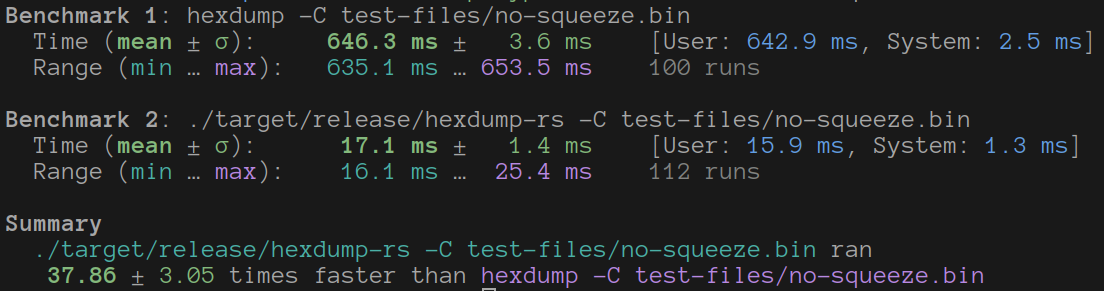 Benchmark 1: hexdump -C test-files/no-squeeze.bin
Time (mean ± σ): 646.3 ms ± 3.6 ms [User: 642.9 ms, System: 2.5 ms]
Range (min … max): 635.1 ms … 653.5 ms 100 runs
Benchmark 2: ./target/release/hexdump-rs -C test-files/no-squeeze.bin
Time (mean ± σ): 17.1 ms ± 1.4 ms [User: 15.9 ms, System: 1.3 ms]
Range (min … max): 16.1 ms … 25.4 ms 112 runs
Summary
./target/release/hexdump-rs -C test-files/no-squeeze.bin ran
37.86 ± 3.05 times faster than hexdump -C test-files/no-squeeze.bin